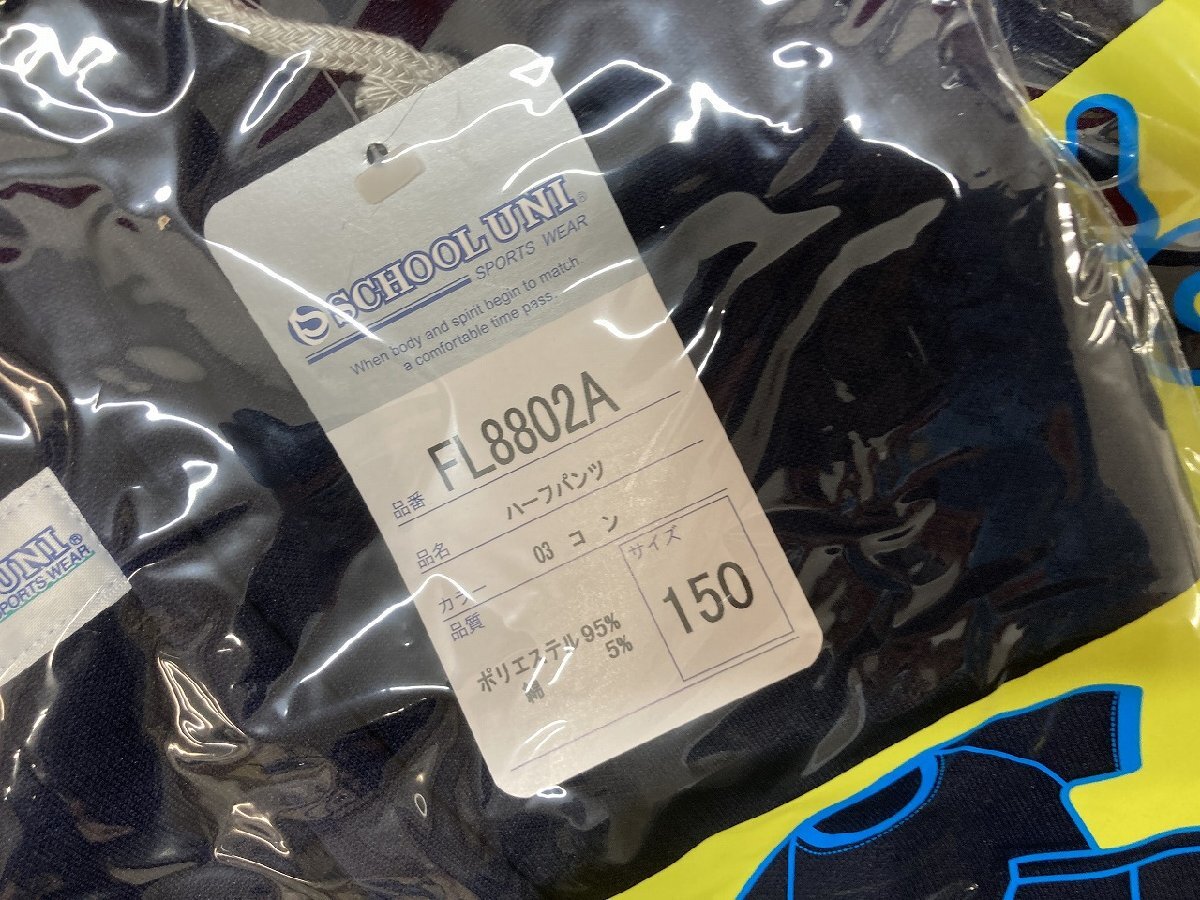 SCHOOL UNI®
SPORTS WEAR
When body and spirit begin to match
a comfortable time pass.
品番 FL8802A
品名 ハーフパンツ
カラー 03 コン
品質
サイズ
150
ポリエステル 95%
綿 5%
UNI®
SPORTS WEAR